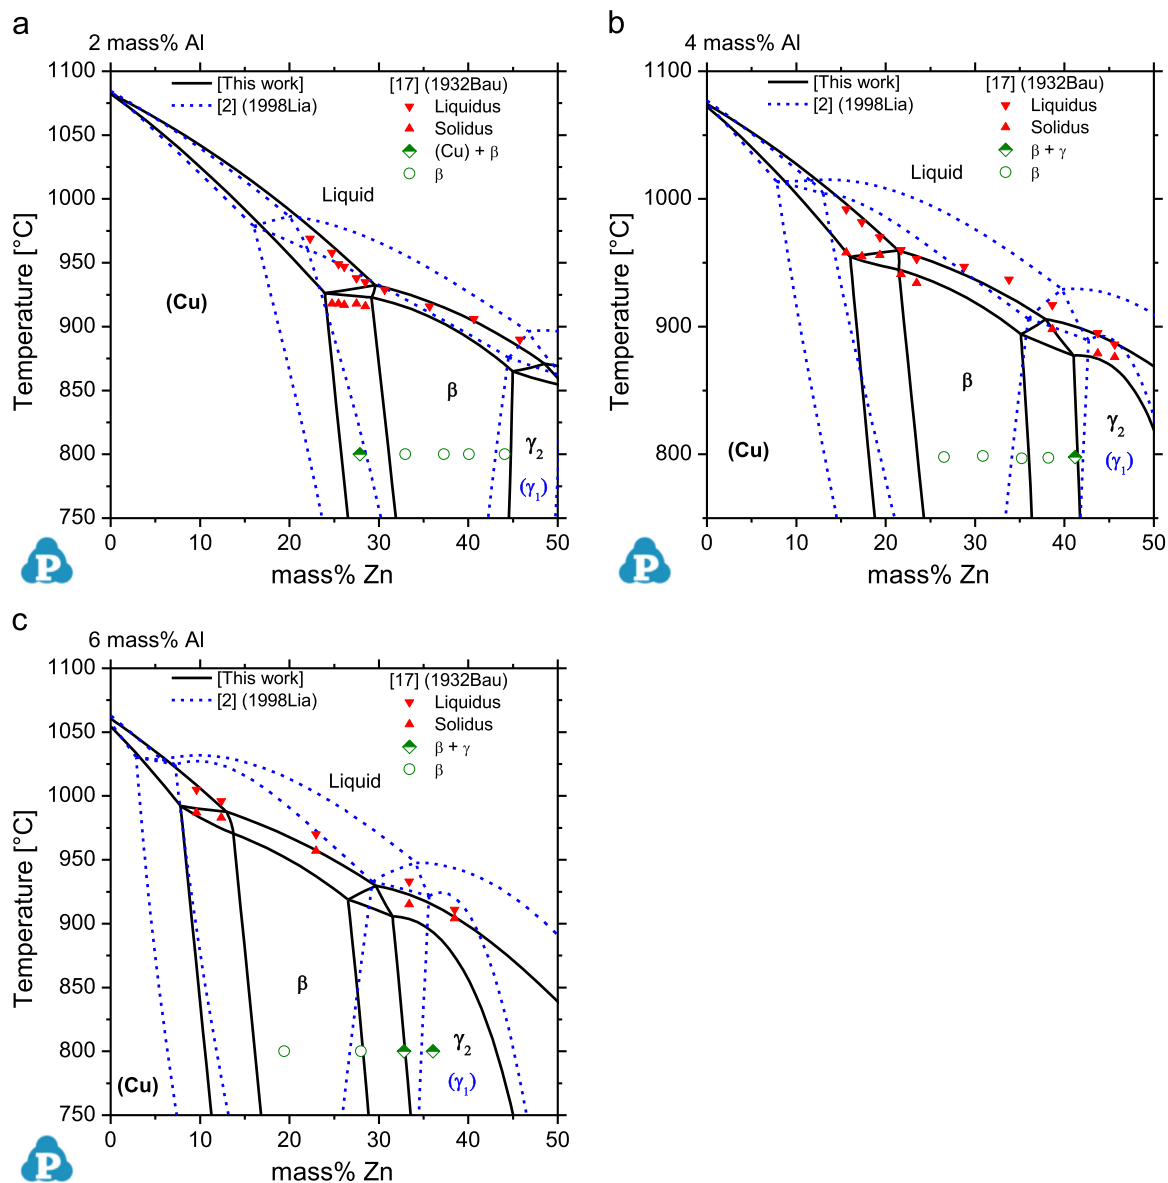 a
2 mass% Al
[This work]
[2] (1998Lia)
[17] (1932Bau)
Liquidus
Solidus
(Cu) + β
β
Liquid
(Cu)
β
γ2
(γ1)
1100
1050
1000
950
900
850
800
750
Temperature [°C]
0 10 20 30 40 50
mass% Zn
P
b
4 mass% Al
[This work]
[2] (1998Lia)
[17] (1932Bau)
Liquidus
Solidus
β + γ
β
Liquid
β
(Cu)
γ2
(γ1)
1100
1000
900
800
Temperature [°C]
0 10 20 30 40 50
mass% Zn
P
c
6 mass% Al
[This work]
[2] (1998Lia)
[17] (1932Bau)
Liquidus
Solidus
β + γ
β
Liquid
β
γ2
(γ1)
(Cu)
1100
1050
1000
950
900
850
800
750
Temperature [°C]
0 10 20 30 40 50
mass% Zn
P